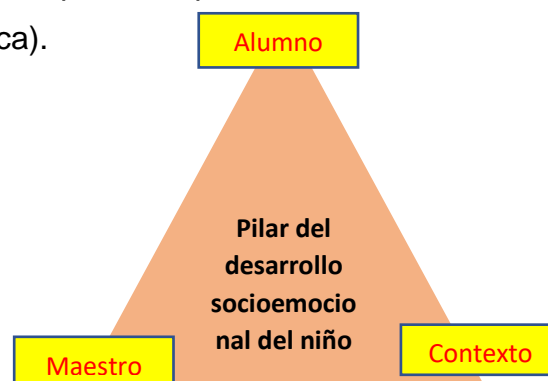 ca).
Alumno
Pilar del
desarrollo
socioemocio
nal del niño
Maestro
Contexto